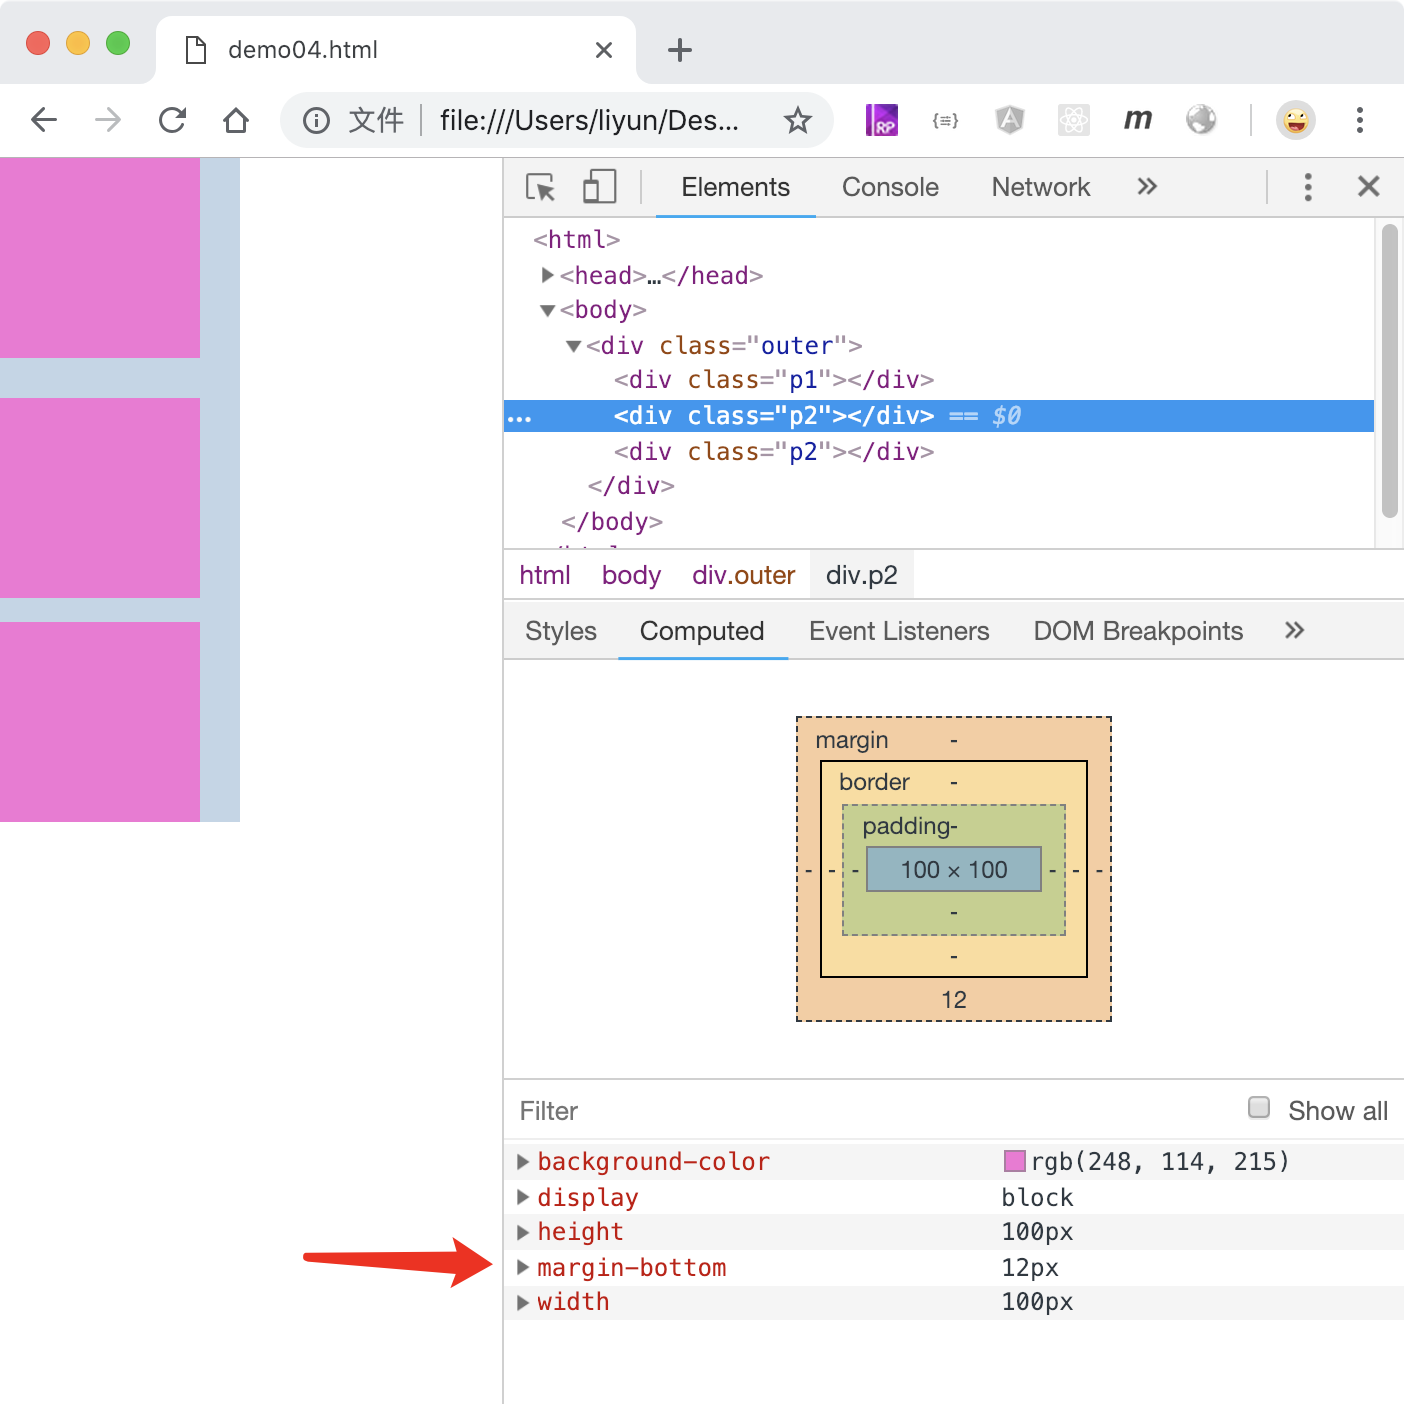 demo04.html
文件 file:///Users/liyun/Des...
RP {≡} A m
Elements Console Network
<html>
<head>…</head>
<body>
<div class="outer">
<div class="p1"></div>
... <div class="p2"></div> == $0
<div class="p2"></div>
</div>
</body>
html body div.outer div.p2
Styles Computed Event Listeners DOM Breakpoints
margin -
border -
padding-
- - - 100 × 100 - - -
-
-
12
Filter Show all
background-color rgb(248, 114, 215)
display block
height 100px
margin-bottom 12px
width 100px